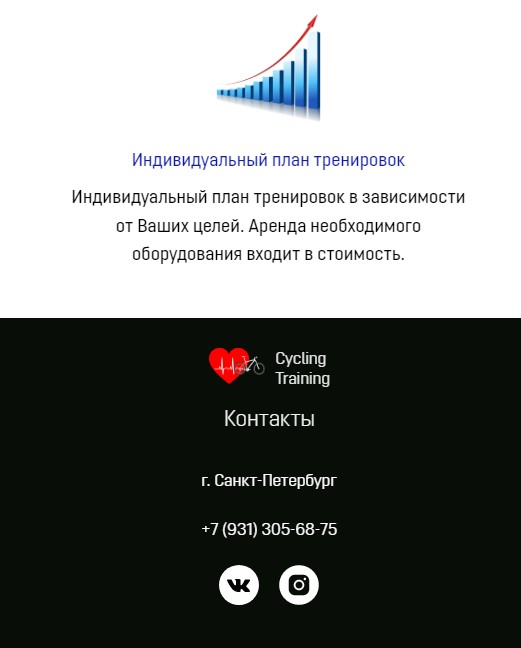 Индивидуальный план тренировок
Индивидуальный план тренировок в зависимости
от Ваших целей. Аренда необходимого
оборудования входит в стоимость.
Cycling
Training
Контакты
г. Санкт-Петербург
+7 (931) 305-68-75